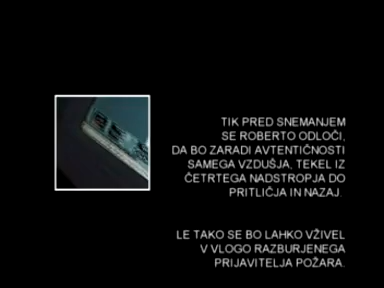 TIK PRED SNEMANJEM
SE ROBERTO ODLOČI,
DA BO ZARADI AVTENTIČNOSTI
SAMEGA VZDUŠJA, TEKEL IZ
ČETRTEGA NADSTROPJA DO
PRITLIČJA IN NAZAJ.
LE TAKO SE BO LAHKO VŽIVEL
V VLOGO RAZBURJENEGA
PRIJAVITELJA POŽARA.